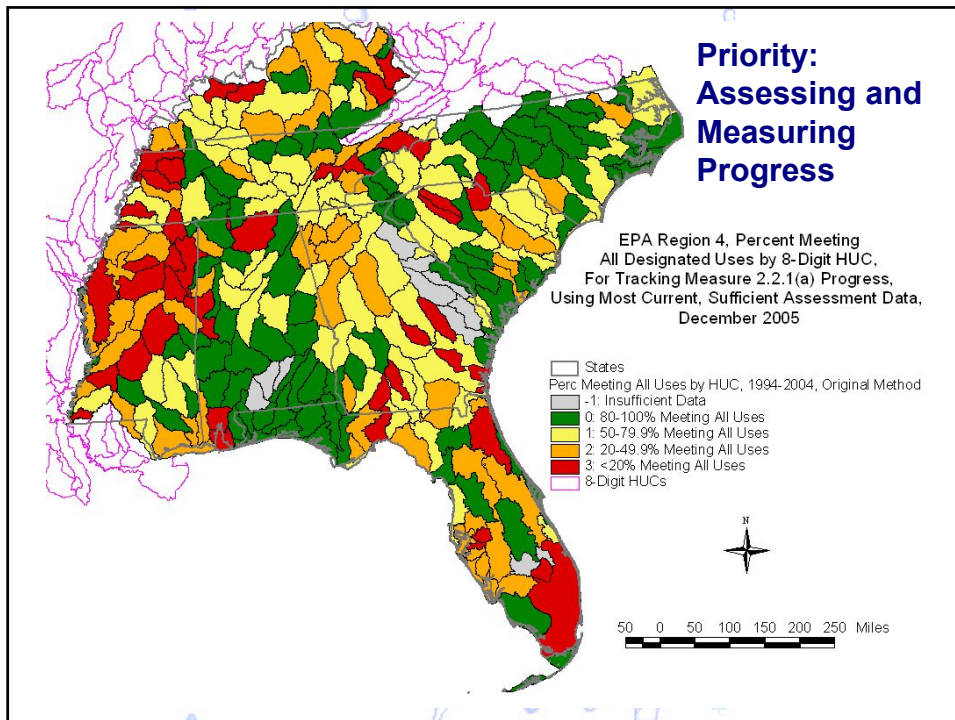 Priority:
Assessing and
Measuring
Progress
EPA Region 4, Percent Meeting
All Designated Uses by 8-Digit HUC,
For Tracking Measure 2.2.1(a) Progress,
Using Most Current, Sufficient Assessment Data,
December 2005
States
Perc Meeting All Uses by HUC, 1994-2004, Original Method
-1: Insufficient Data
0: 80-100% Meeting All Uses
1: 50-79.9% Meeting All Uses
2: 20-49.9% Meeting All Uses
3: <20% Meeting All Uses
8-Digit HUCs
N
50 0 50 100 150 200 250 Miles